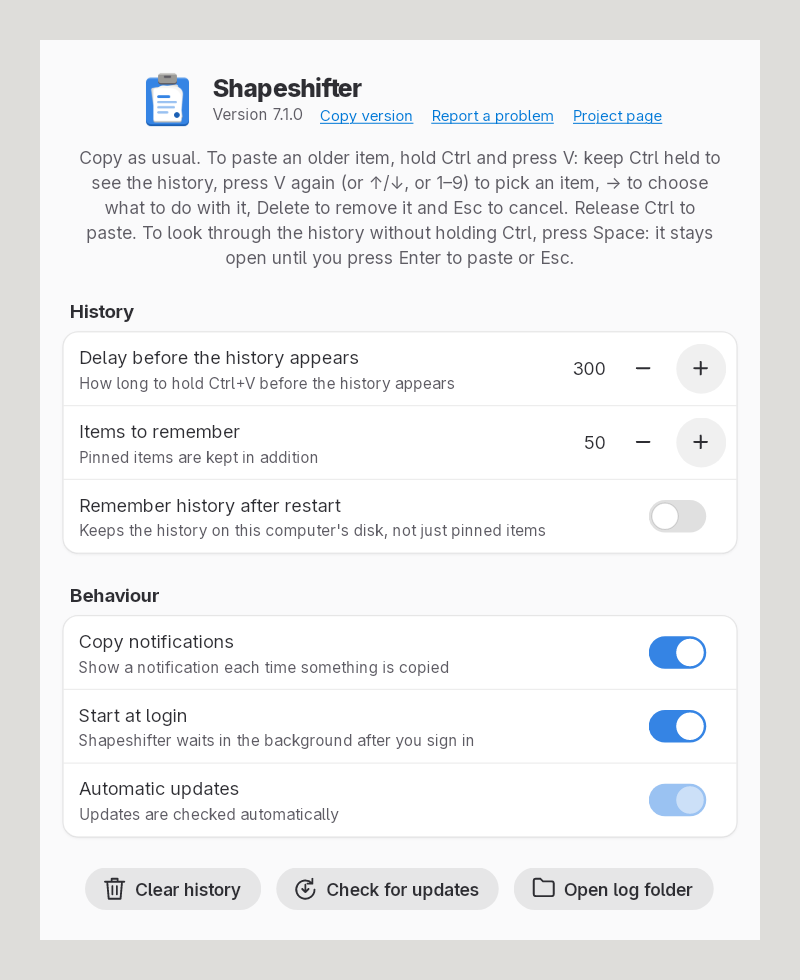 Shapeshifter
Version 7.1.0 Copy version Report a problem Project page
Copy as usual. To paste an older item, hold Ctrl and press V: keep Ctrl held to
see the history, press V again (or ↑/↓, or 1–9) to pick an item, → to choose
what to do with it, Delete to remove it and Esc to cancel. Release Ctrl to
paste. To look through the history without holding Ctrl, press Space: it stays
open until you press Enter to paste or Esc.
History
Delay before the history appears
How long to hold Ctrl+V before the history appears
300 − +
Items to remember
Pinned items are kept in addition
50 − +
Remember history after restart
Keeps the history on this computer's disk, not just pinned items
Behaviour
Copy notifications
Show a notification each time something is copied
Start at login
Shapeshifter waits in the background after you sign in
Automatic updates
Updates are checked automatically
Clear history Check for updates Open log folder